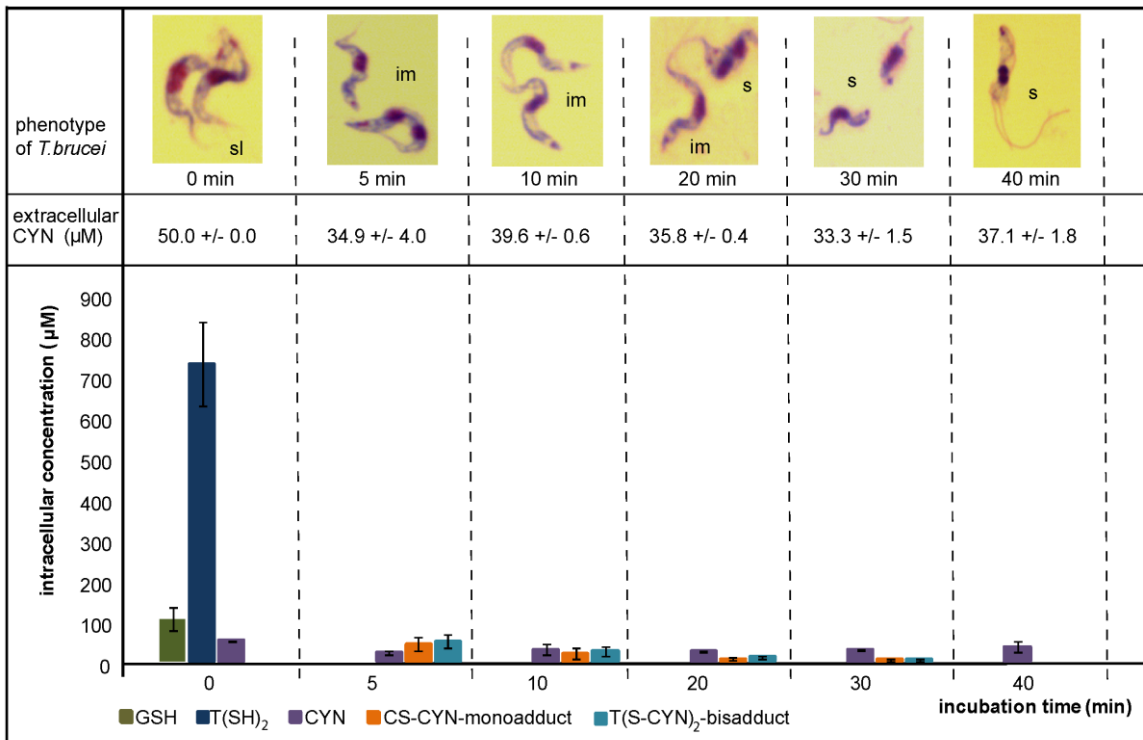 phenotype
of T.brucei
sl
im
im
s
im
s
s
0 min
5 min
10 min
20 min
30 min
40 min
extracellular
CYN (µM)
50.0 +/- 0.0
34.9 +/- 4.0
39.6 +/- 0.6
35.8 +/- 0.4
33.3 +/- 1.5
37.1 +/- 1.8
intracellular concentration (µM)
900
800
700
600
500
400
300
200
100
0
0
5
10
20
30
40
incubation time (min)
GSH
T(SH)2
CYN
CS-CYN-monoadduct
T(S-CYN)2-bisadduct